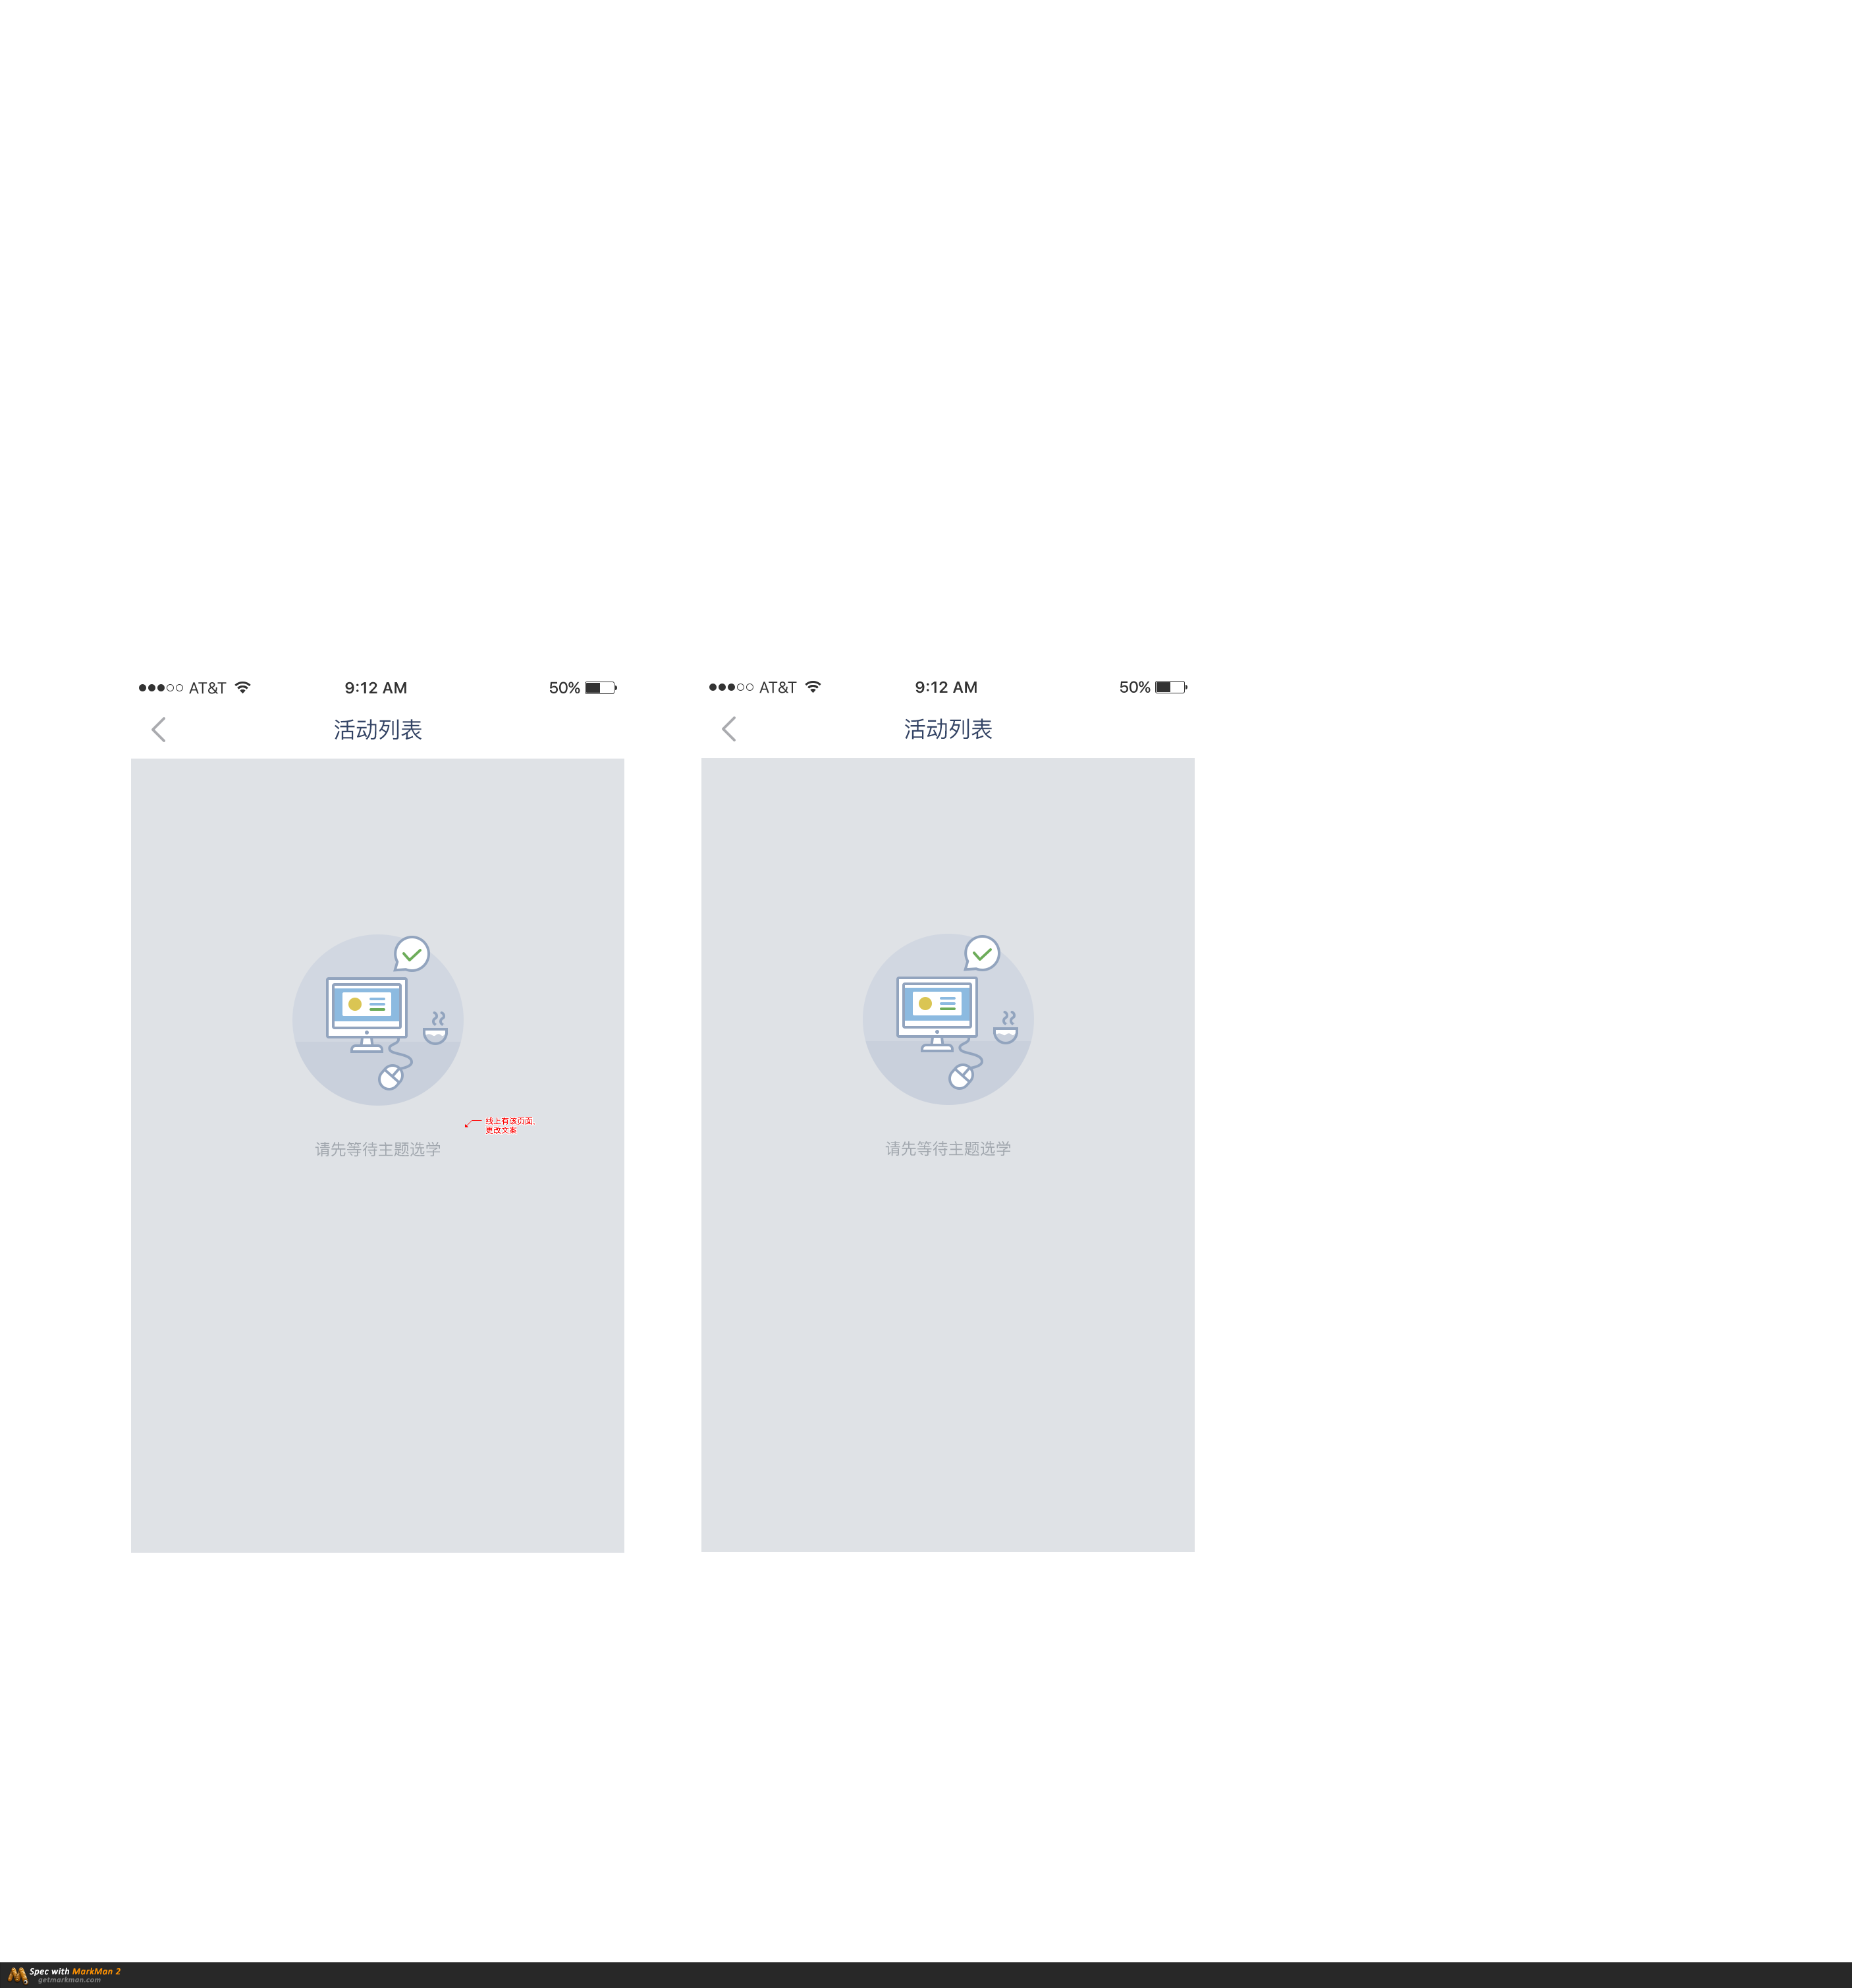 AT&T 9:12 AM 50%
活动列表
线上有该页面.
更改文案
请先等待主题选学
AT&T 9:12 AM 50%
活动列表
请先等待主题选学
Spec with MarkMan 2
getmarkman.com